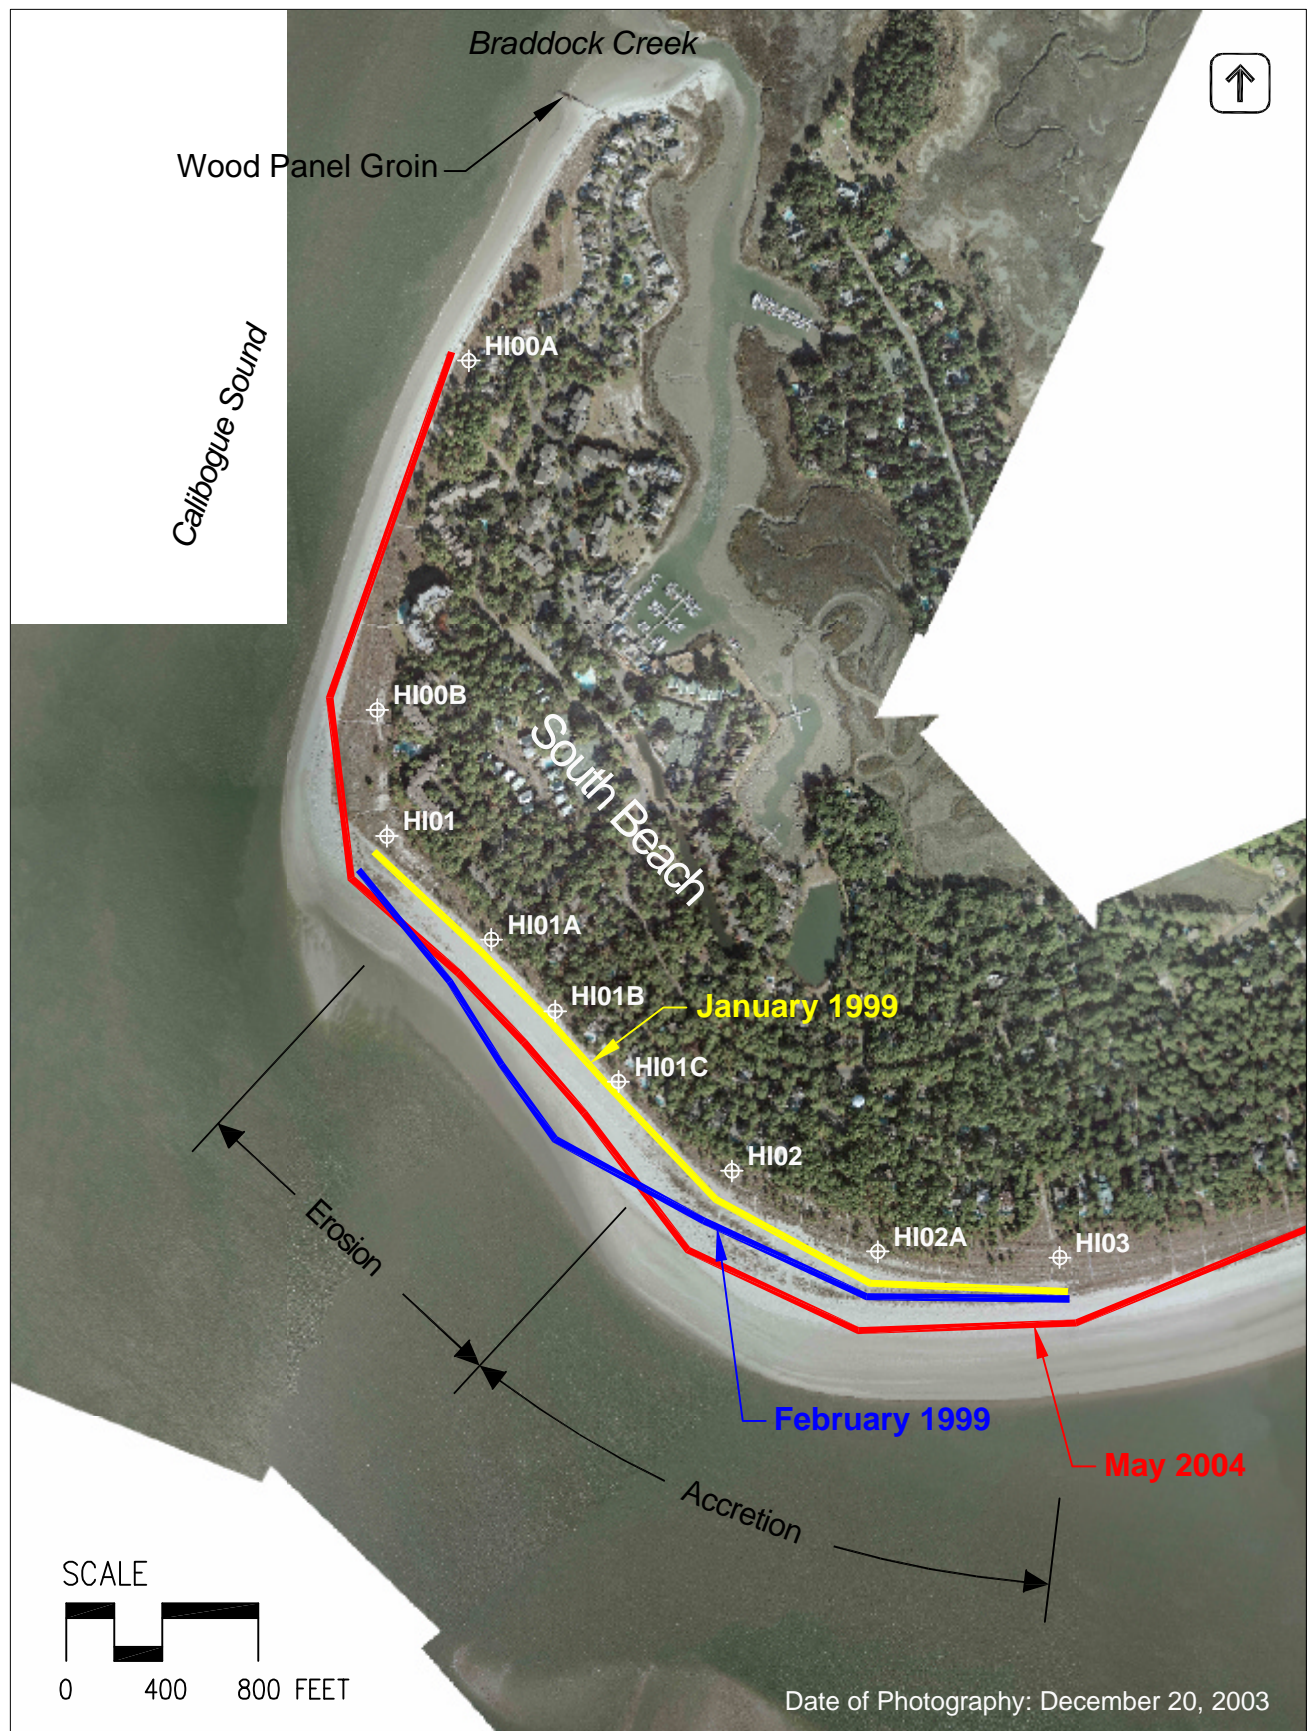 Braddock Creek
Wood Panel Groin
Calibogue Sound
HI00A
HI00B
South Beach
HI01
HI01A
HI01B
January 1999
HI01C
HI02
HI02A
HI03
Erosion
February 1999
May 2004
Accretion
SCALE
0 400 800 FEET
Date of Photography: December 20, 2003